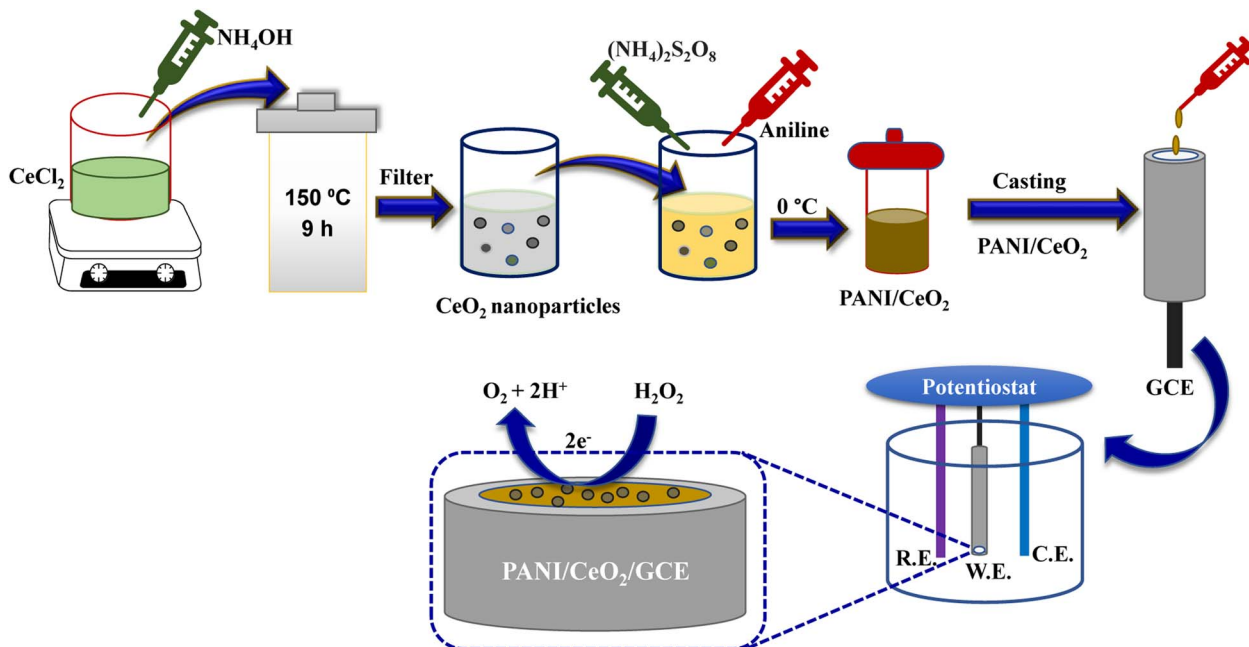 NH₄OH
CeCl₂
150 ºC
9 h
Filter
CeO₂ nanoparticles
(NH₄)₂S₂O₈
Aniline
0 ºC
PANI/CeO₂
Casting
PANI/CeO₂
GCE
Potentiostat
R.E.
W.E.
C.E.
O₂ + 2H⁺
H₂O₂
2e⁻
PANI/CeO₂/GCE